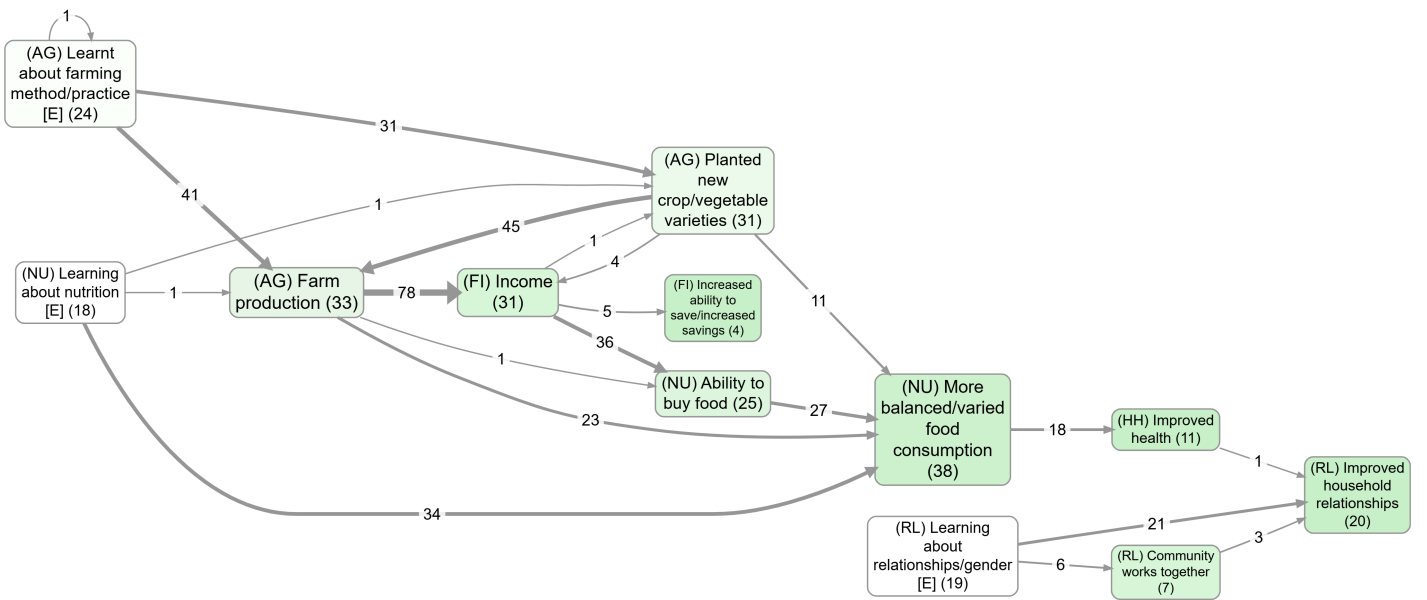 1
(AG) Learnt
about farming
method/practice
[E] (24)
31
41
(AG) Planted
new
crop/vegetable
varieties (31)
1
45
1
4
(NU) Learning
about nutrition
[E] (18)
1
(AG) Farm
production (33)
78
(FI) Income
(31)
5
(FI) Increased
ability to
save/increased
savings (4)
11
36
1
(NU) Ability to
buy food (25)
27
23
(NU) More
balanced/varied
food
consumption
(38)
18
(HH) Improved
health (11)
1
(RL) Improved
household
relationships
(20)
34
(RL) Learning
about
relationships/gender
[E] (19)
21
6
(RL) Community
works together
(7)
3